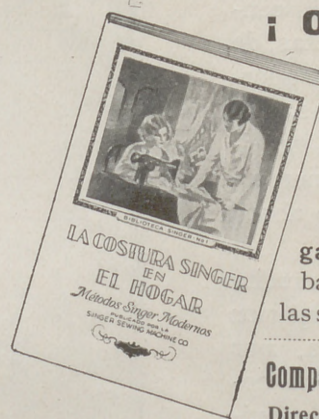 ¡ O
BIBLIOTECA SINGER - Nº 1
LA COSTURA SINGER
EN
EL HOGAR
Métodos Singer Modernos
PUBLICADO POR LA
SINGER SEWING MACHINE CO
ga
ba
las s
Comp
Direc